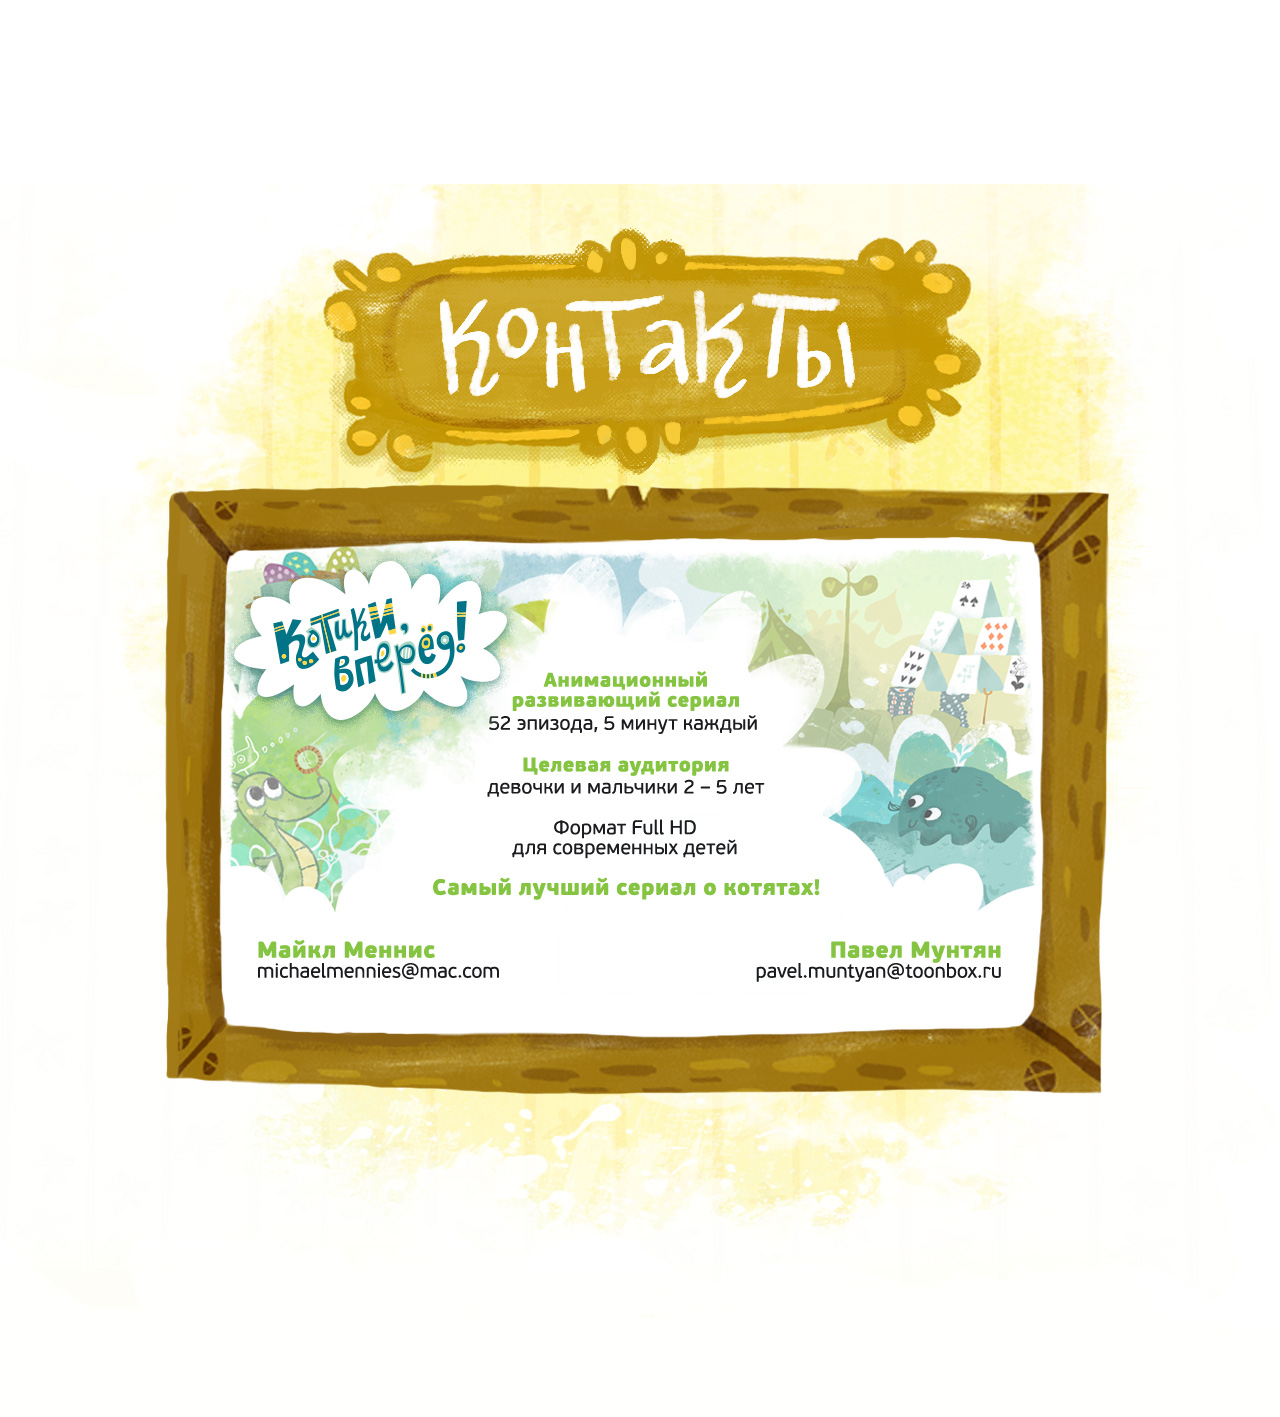 Контакты
Котики,
вперёд!
Анимационный
развивающий сериал
52 эпизода, 5 минут каждый
Целевая аудитория
девочки и мальчики 2 – 5 лет
Формат Full HD
для современных детей
Самый лучший сериал о котятах!
Майкл Меннис
michaelmennies@mac.com
Павел Мунтян
pavel.muntyan@toonbox.ru